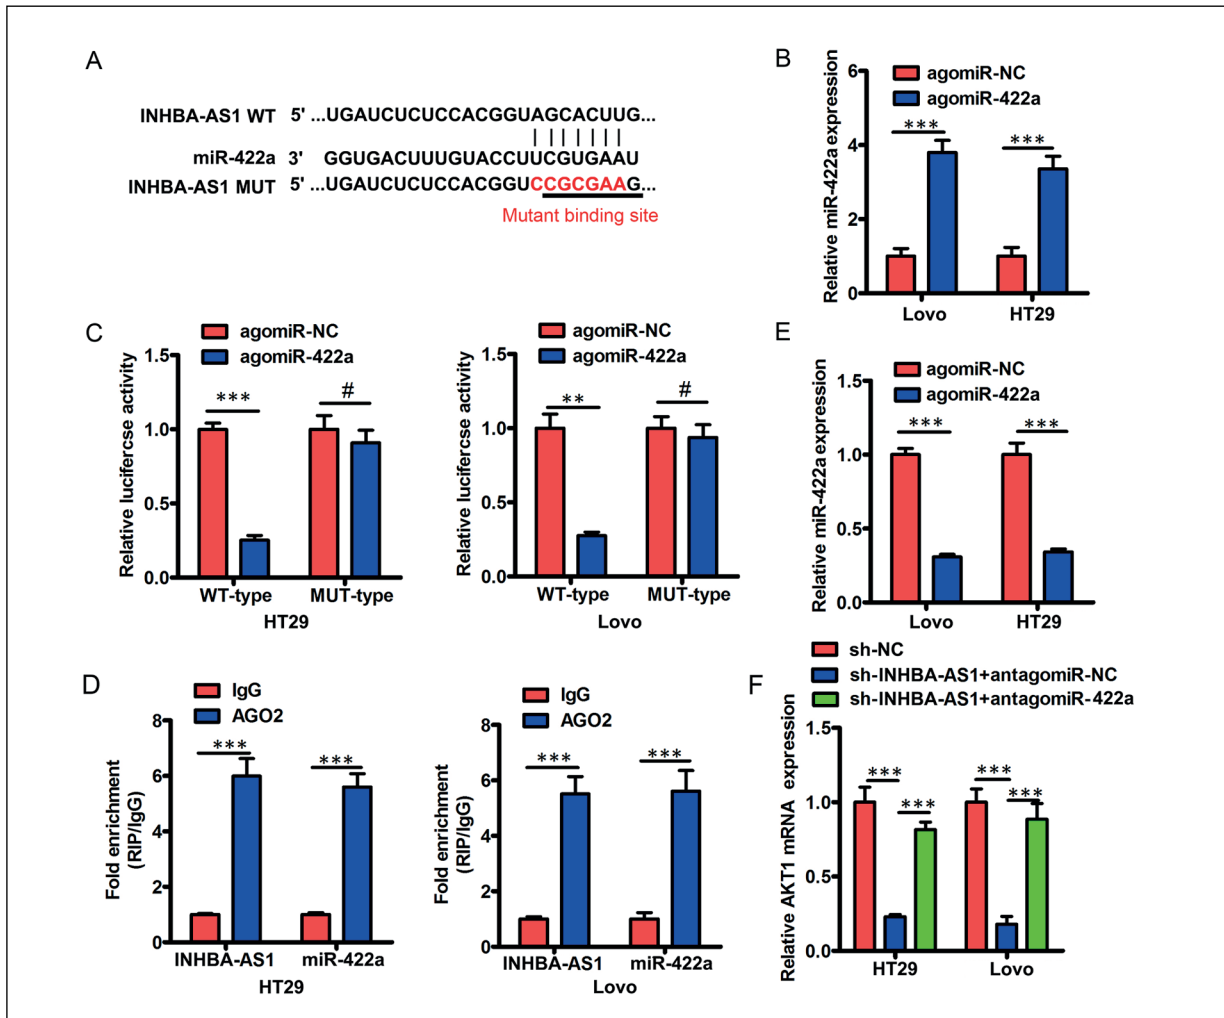 A
INHBA-AS1 WT 5' ...UGAUCUCUCCACGGUAGCACUUG...
miR-422a 3' GGUGACUUUGUACCUUCGUGAAU
INHBA-AS1 MUT 5' ...UGAUCUCUCCACGGUCCGCGAAG...
Mutant binding site
B
agomiR-NC
agomiR-422a
Relative miR-422a expression
6
4
2
0
***
***
Lovo
HT29
C
agomiR-NC
agomiR-422a
Relative lucifercse activity
1.5
1.0
0.5
0.0
***
#
WT-type
MUT-type
HT29
agomiR-NC
agomiR-422a
Relative lucifercse activity
1.5
1.0
0.5
0.0
**
#
WT-type
MUT-type
Lovo
E
agomiR-NC
agomiR-422a
Relative miR-422a expression
1.5
1.0
0.5
0.0
***
***
Lovo
HT29
D
IgG
AGO2
Fold enrichment
(RIP/IgG)
8
6
4
2
0
***
***
INHBA-AS1
miR-422a
HT29
IgG
AGO2
Fold enrichment
(RIP/IgG)
8
6
4
2
0
***
***
INHBA-AS1
miR-422a
Lovo
F
sh-NC
sh-INHBA-AS1+antagomiR-NC
sh-INHBA-AS1+antagomiR-422a
Relative AKT1 mRNA expression
1.5
1.0
0.5
0.0
***
***
***
***
HT29
Lovo